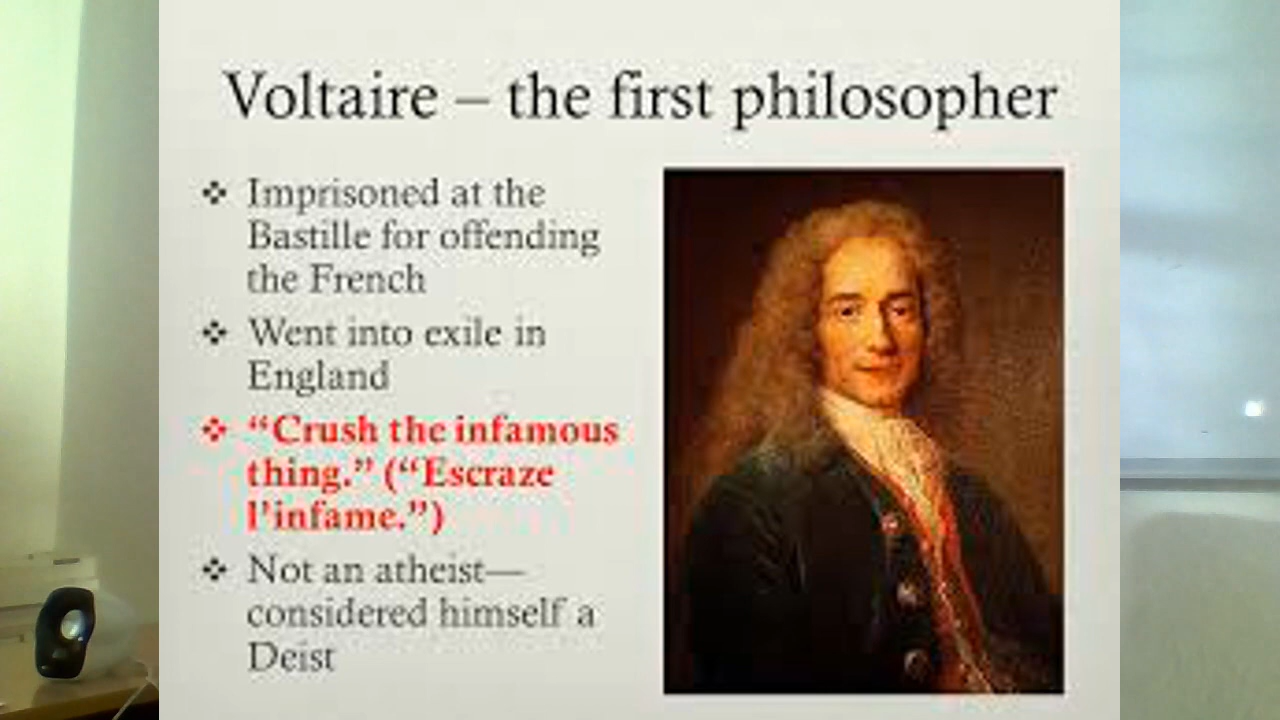 Voltaire – the first philosopher
❖ Imprisoned at the
Bastille for offending
the French
❖ Went into exile in
England
❖ “Crush the infamous
thing.” (“Escraze
l’infame.”)
❖ Not an atheist—
considered himself a
Deist